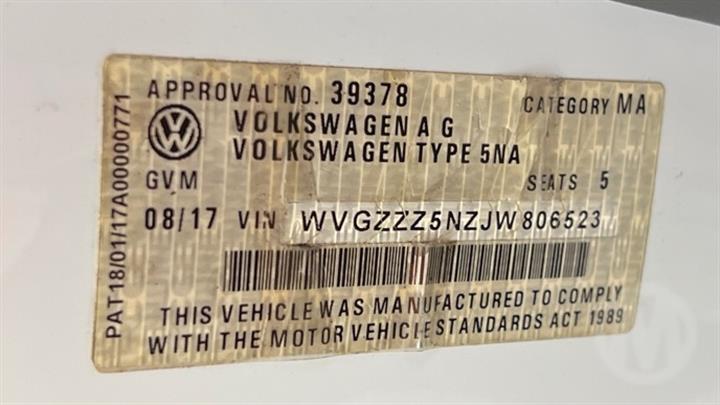 APPROVAL NO. 39378 CATEGORY MA
VOLKSWAGEN A G
VOLKSWAGEN TYPE 5NA
GVM SEATS 5
08/17 VIN WVGZZZ5NZJW806523
THIS VEHICLE WAS MANUFACTURED TO COMPLY
WITH THE MOTOR VEHICLE STANDARDS ACT 1989
PAT18/01/17A00000771
M